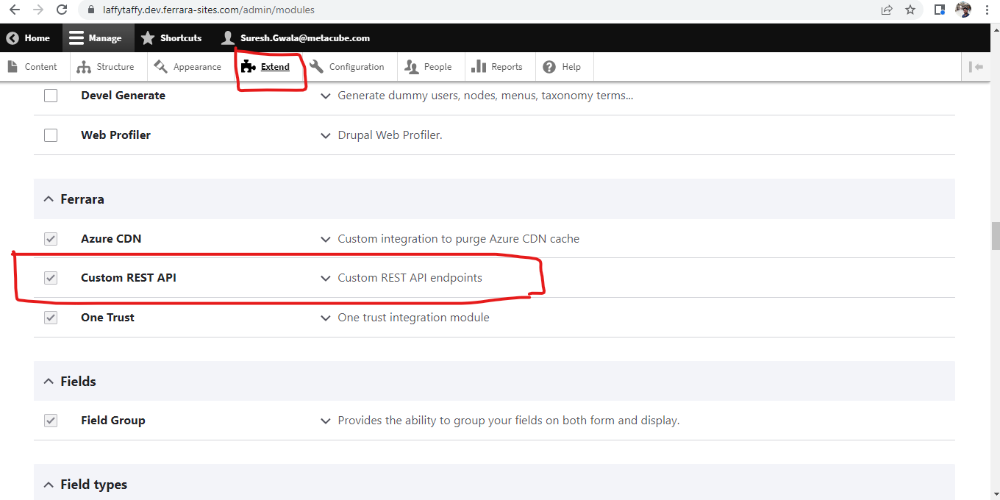 laffytaffy.dev.ferrara-sites.com/admin/modules
Home Manage Shortcuts Suresh.Gwala@metacube.com
Content Structure Appearance Extend Configuration People Reports Help
Devel Generate Generate dummy users, nodes, menus, taxonomy terms...
Web Profiler Drupal Web Profiler.
Ferrara
Azure CDN Custom integration to purge Azure CDN cache
Custom REST API Custom REST API endpoints
One Trust One trust integration module
Fields
Field Group Provides the ability to group your fields on both form and display.
Field types